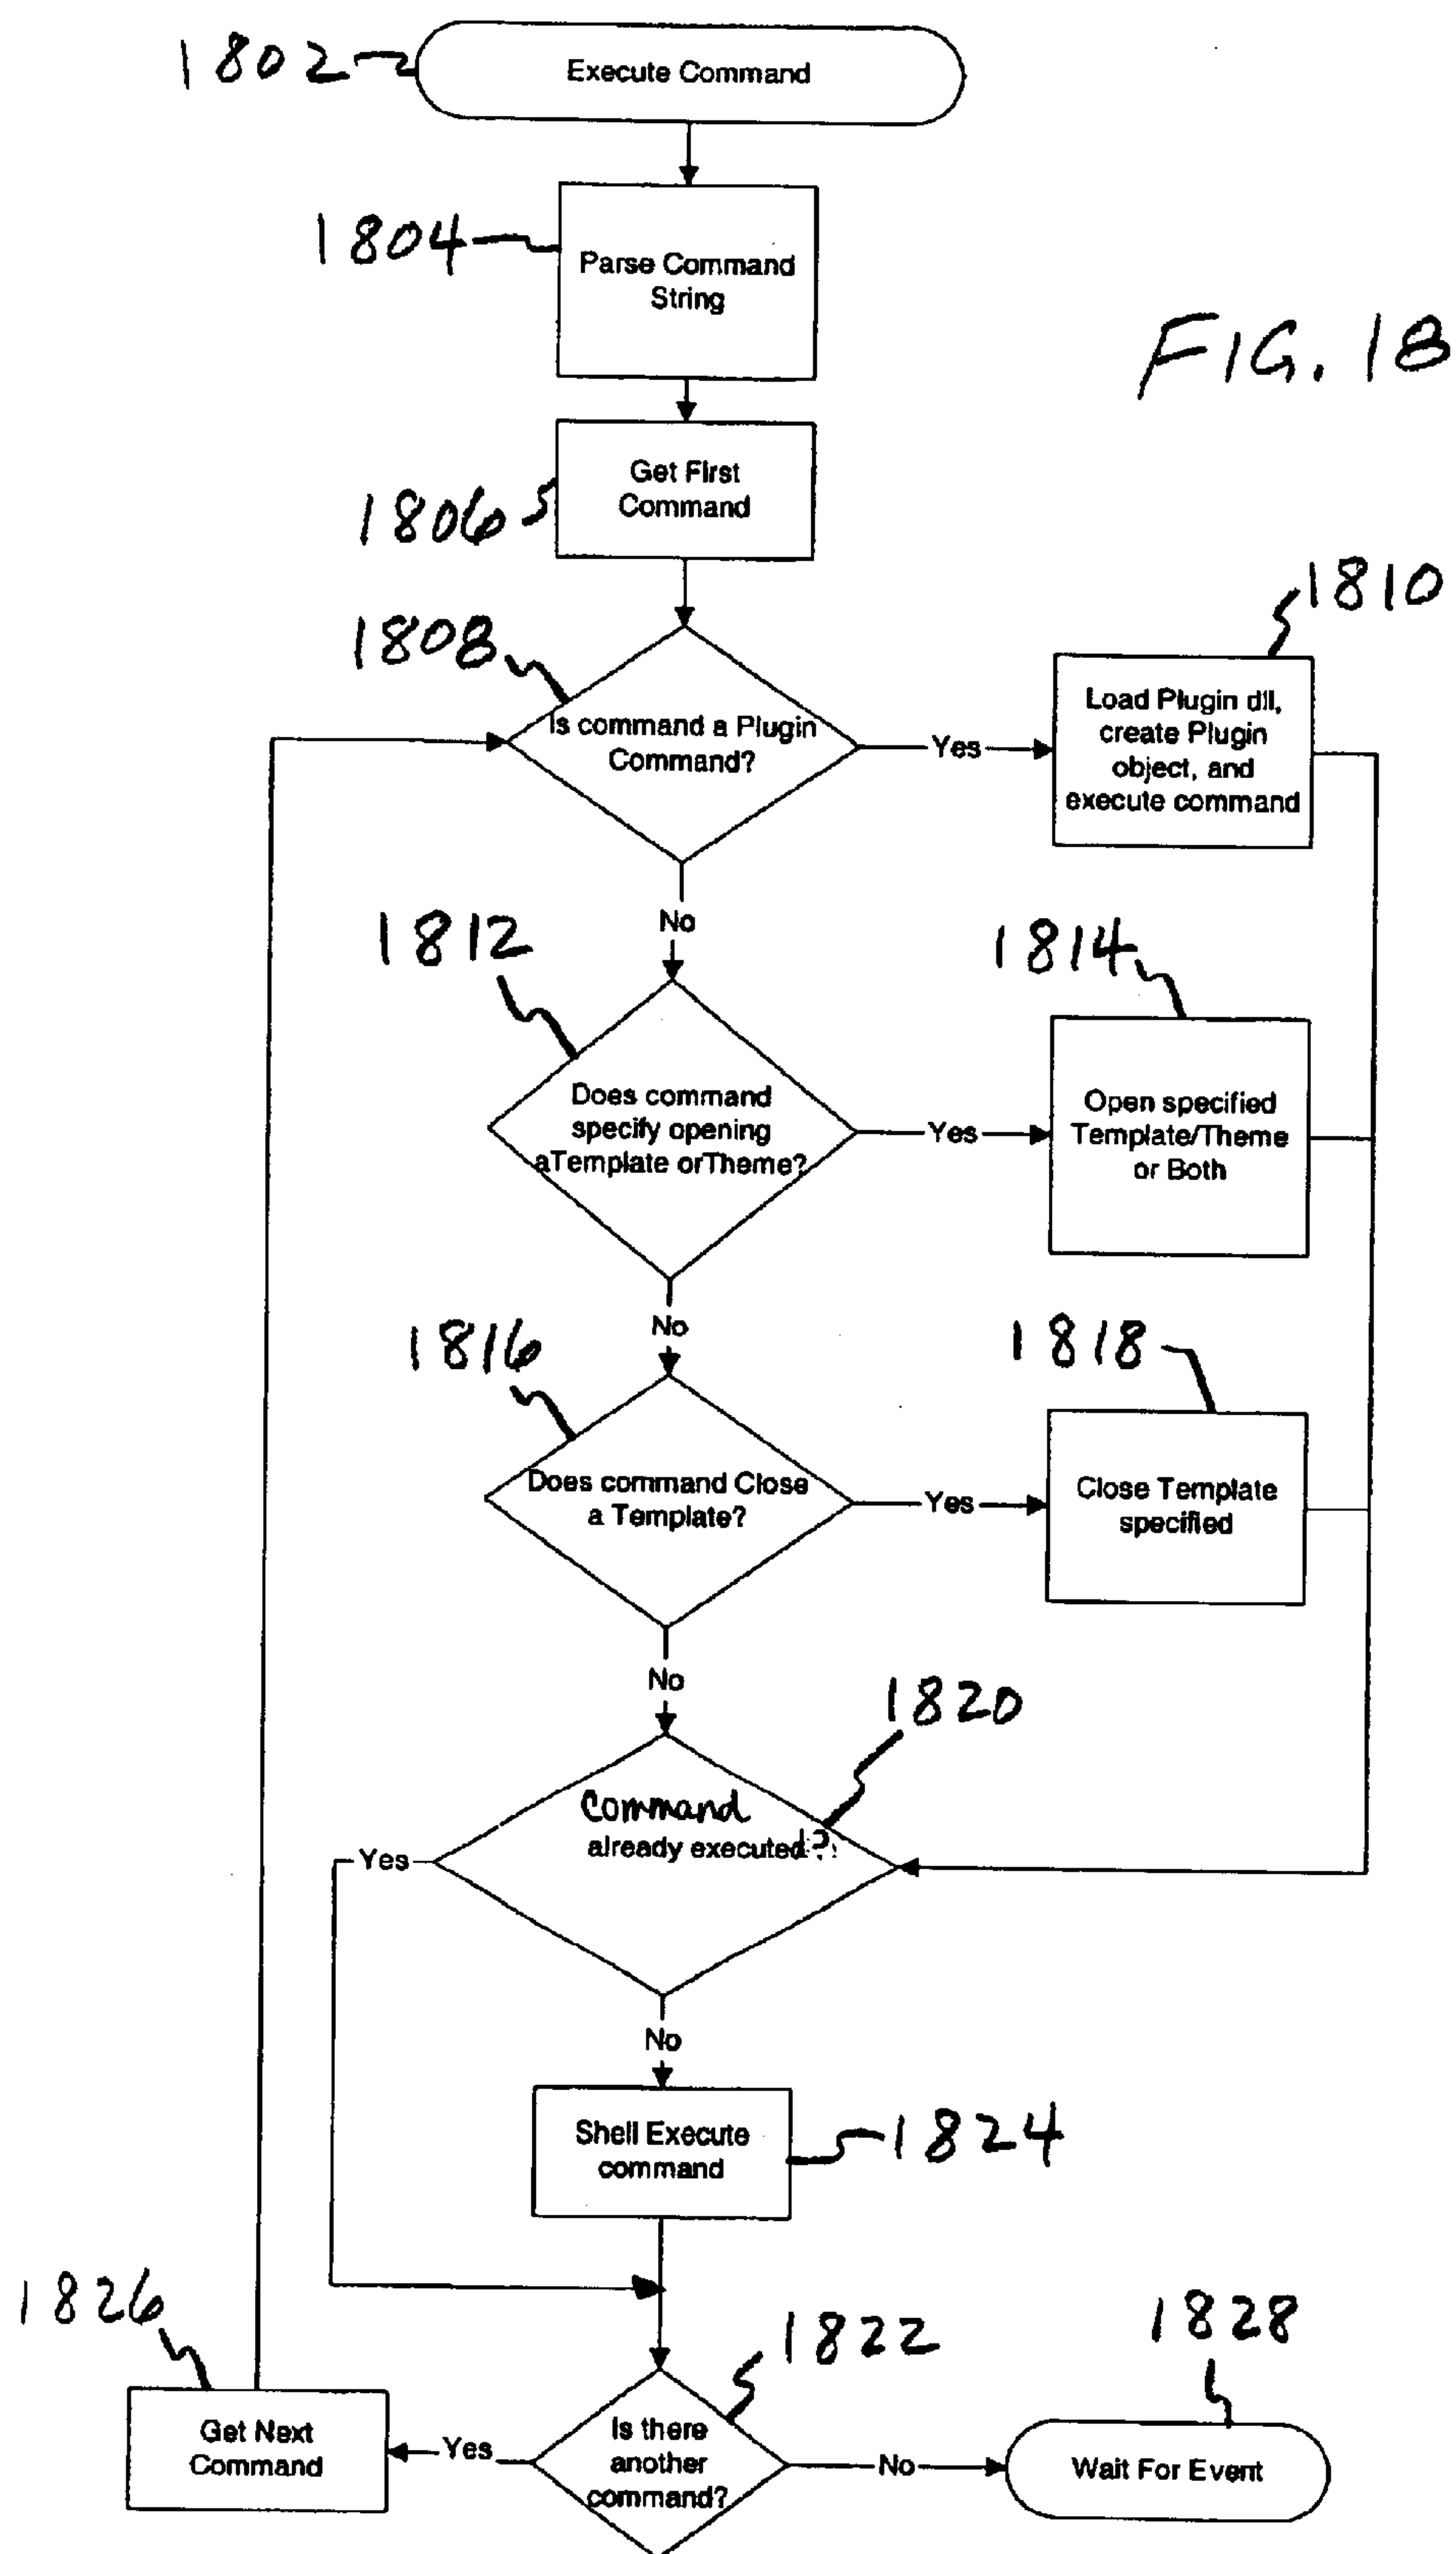 1802
Execute Command
1804
Parse Command
String
FIG. 18
Get First
Command
1806
1810
1808
Is command a Plugin
Command?
Yes
Load Plugin dll,
create Plugin
object, and
execute command
No
1812
1814
Does command
specify opening
aTemplate orTheme?
Yes
Open specified
Template/Theme
or Both
No
1816
1818
Does command Close
a Template?
Yes
Close Template
specified
No
1820
Command
already executed?
Yes
No
Shell Execute
command
1824
1826
1822
1828
Get Next
Command
Yes
Is there
another
command?
No
Wait For Event